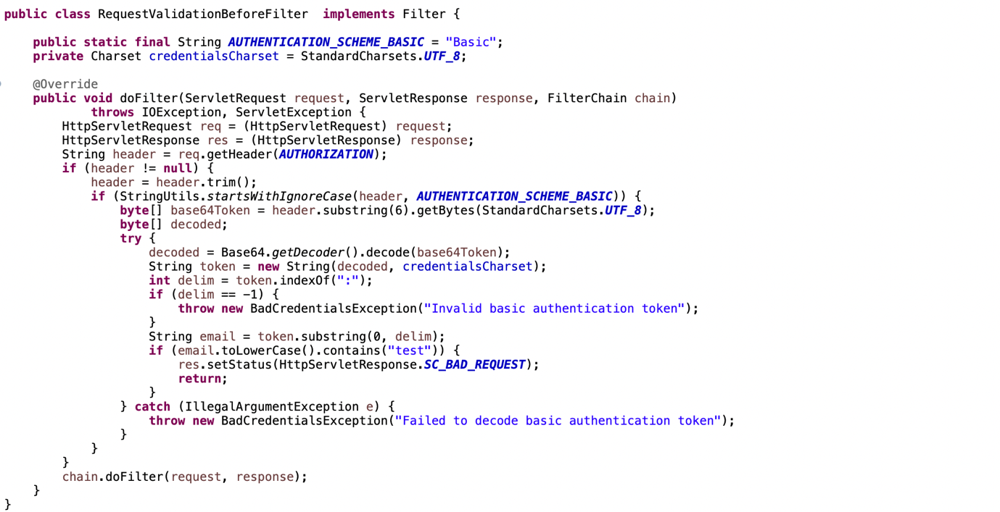 public class RequestValidationBeforeFilter  implements Filter {

    public static final String AUTHENTICATION_SCHEME_BASIC = "Basic";
    private Charset credentialsCharset = StandardCharsets.UTF_8;

    @Override
    public void doFilter(ServletRequest request, ServletResponse response, FilterChain chain)
            throws IOException, ServletException {
        HttpServletRequest req = (HttpServletRequest) request;
        HttpServletResponse res = (HttpServletResponse) response;
        String header = req.getHeader(AUTHORIZATION);
        if (header != null) {
            header = header.trim();
            if (StringUtils.startsWithIgnoreCase(header, AUTHENTICATION_SCHEME_BASIC)) {
                byte[] base64Token = header.substring(6).getBytes(StandardCharsets.UTF_8);
                byte[] decoded;
                try {
                    decoded = Base64.getDecoder().decode(base64Token);
                    String token = new String(decoded, credentialsCharset);
                    int delim = token.indexOf(":");
                    if (delim == -1) {
                        throw new BadCredentialsException("Invalid basic authentication token");
                    }
                    String email = token.substring(0, delim);
                    if (email.toLowerCase().contains("test")) {
                        res.setStatus(HttpServletResponse.SC_BAD_REQUEST);
                        return;
                    }
                } catch (IllegalArgumentException e) {
                    throw new BadCredentialsException("Failed to decode basic authentication token");
                }
            }
        }
        chain.doFilter(request, response);
    }
}